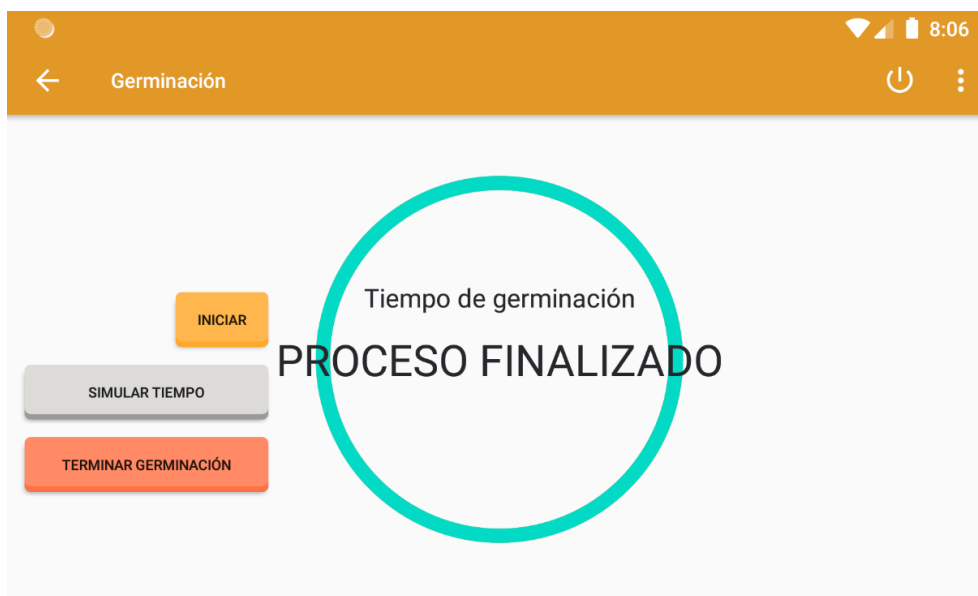 8:06
Germinación
Tiempo de germinación
INICIAR
PROCESO FINALIZADO
SIMULAR TIEMPO
TERMINAR GERMINACIÓN